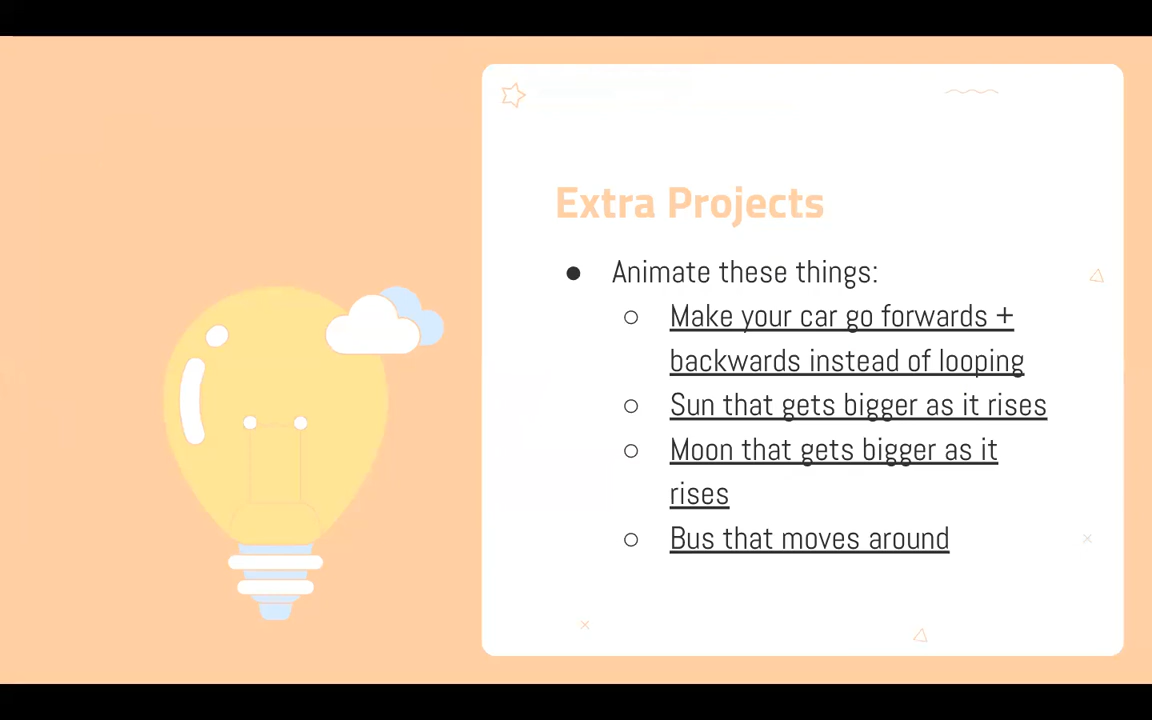 Extra Projects
● Animate these things:
○ Make your car go forwards +
backwards instead of looping
○ Sun that gets bigger as it rises
○ Moon that gets bigger as it
rises
○ Bus that moves around